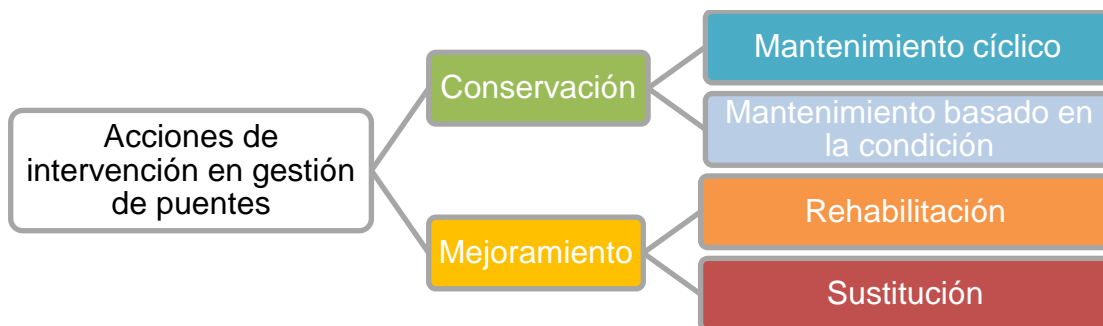 Acciones de
intervención en gestión
de puentes
Conservación
Mantenimiento cíclico
Mantenimiento basado en
la condición
Mejoramiento
Rehabilitación
Sustitución